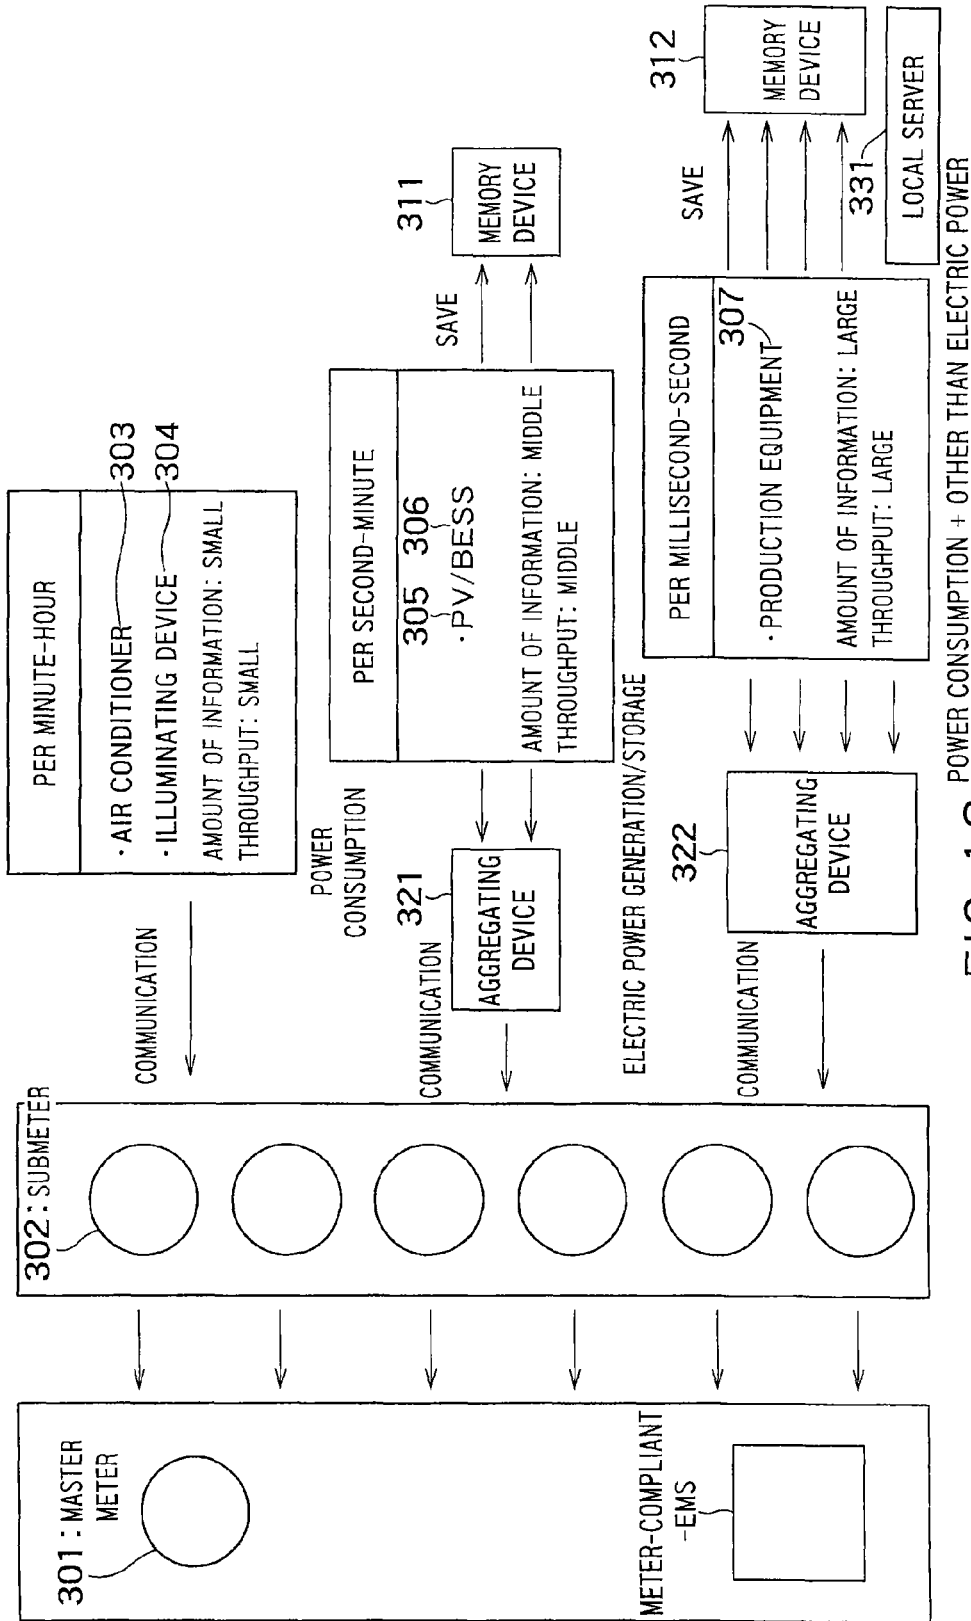 301: MASTER
METER
METER-COMPLIANT
-EMS
302: SUBMETER
COMMUNICATION
PER MINUTE-HOUR
· AIR CONDITIONER 303
· ILLUMINATING DEVICE 304
AMOUNT OF INFORMATION: SMALL
THROUGHPUT: SMALL
POWER
CONSUMPTION
COMMUNICATION
321
AGGREGATING
DEVICE
PER SECOND-MINUTE
305 306
· PV/BESS
AMOUNT OF INFORMATION: MIDDLE
THROUGHPUT: MIDDLE
SAVE
311
MEMORY
DEVICE
ELECTRIC POWER GENERATION/STORAGE
COMMUNICATION
322
AGGREGATING
DEVICE
PER MILLISECOND-SECOND
307
· PRODUCTION EQUIPMENT
AMOUNT OF INFORMATION: LARGE
THROUGHPUT: LARGE
SAVE
312
MEMORY
DEVICE
331
LOCAL SERVER
POWER CONSUMPTION + OTHER THAN ELECTRIC POWER